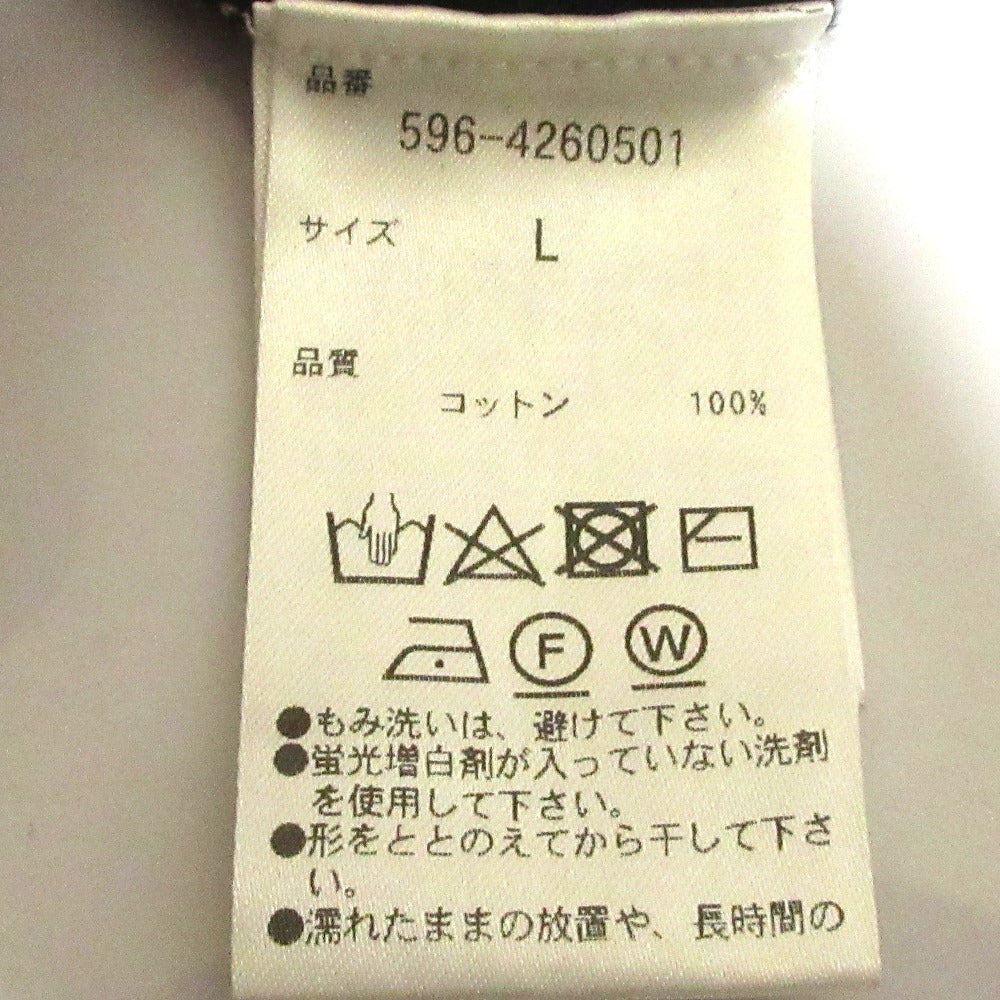 品番
596-4260501
サイズ L
品質
コットン 100%
F W
●もみ洗いは、避けて下さい。
●蛍光増白剤が入っていない洗剤
を使用して下さい。
●形をととのえてから干して下さ
い。
●濡れたままの放置や、長時間の